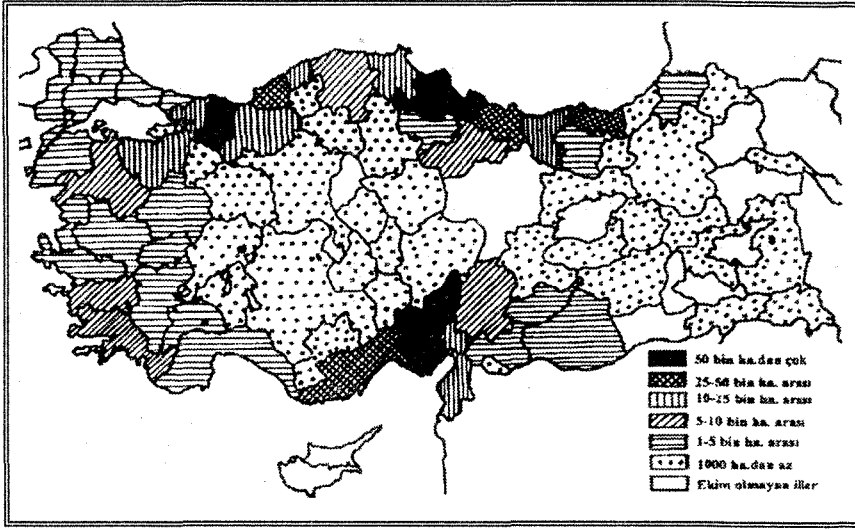 50 bin ha.dan çok
25-50 bin ha. arası
10-25 bin ha. arası
5-10 bin ha. arası
1-5 bin ha. arası
1000 ha.dan az
Ekim olmayan iller